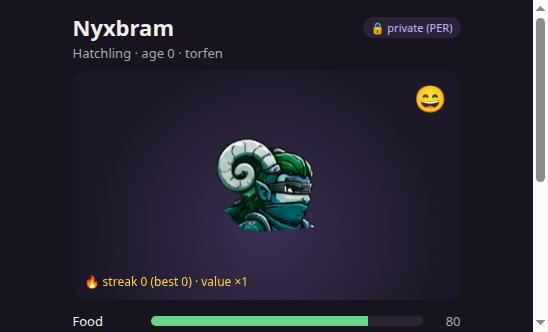 Nyxbram
🔒 private (PER)
Hatchling · age 0 · torfen
🔥 streak 0 (best 0) · value ×1
Food 80